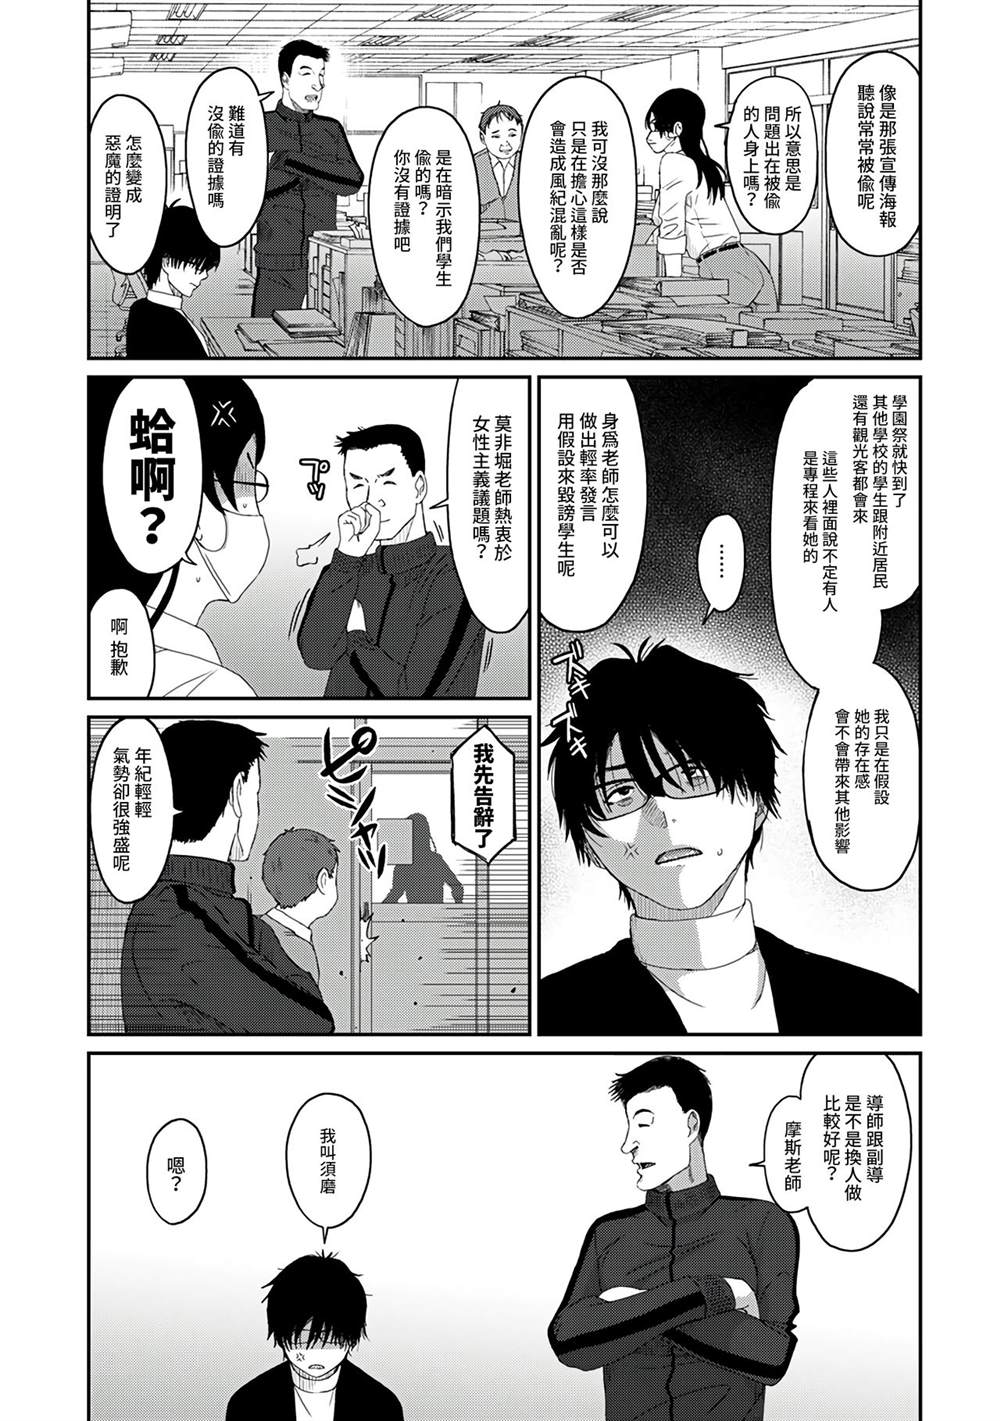 像是那張宣傳海報
聽說常常被偷呢
所以意思是
問題出在被偷
的人身上嗎？
我可沒那麼說
只是在擔心這樣是否
會造成風紀混亂呢？
是在暗示我們學生
偷的嗎？
你沒有證據吧
難道有
沒偷的證據嗎
怎麼變成
惡魔的證明了
學園祭就快到了
其他學校的學生跟附近居民
還有觀光客都會來
這些人裡面說不定有人
是專程來看她的
我只是在假設
她的存在感
會不會帶來其他影響
……
ズキ
ズキ
身為老師怎麼可以
做出輕率發言
用假設來毀謗學生呢
莫非堀老師熱衷於
女性主義議題嗎？
プッ
蛤啊？
啊 抱歉
我先告辭了
ピシャッ
年紀輕輕
氣勢卻很強盛呢
導師跟副導
是不是換人做
比較好呢？
摩斯老師
我叫須磨
嗯？